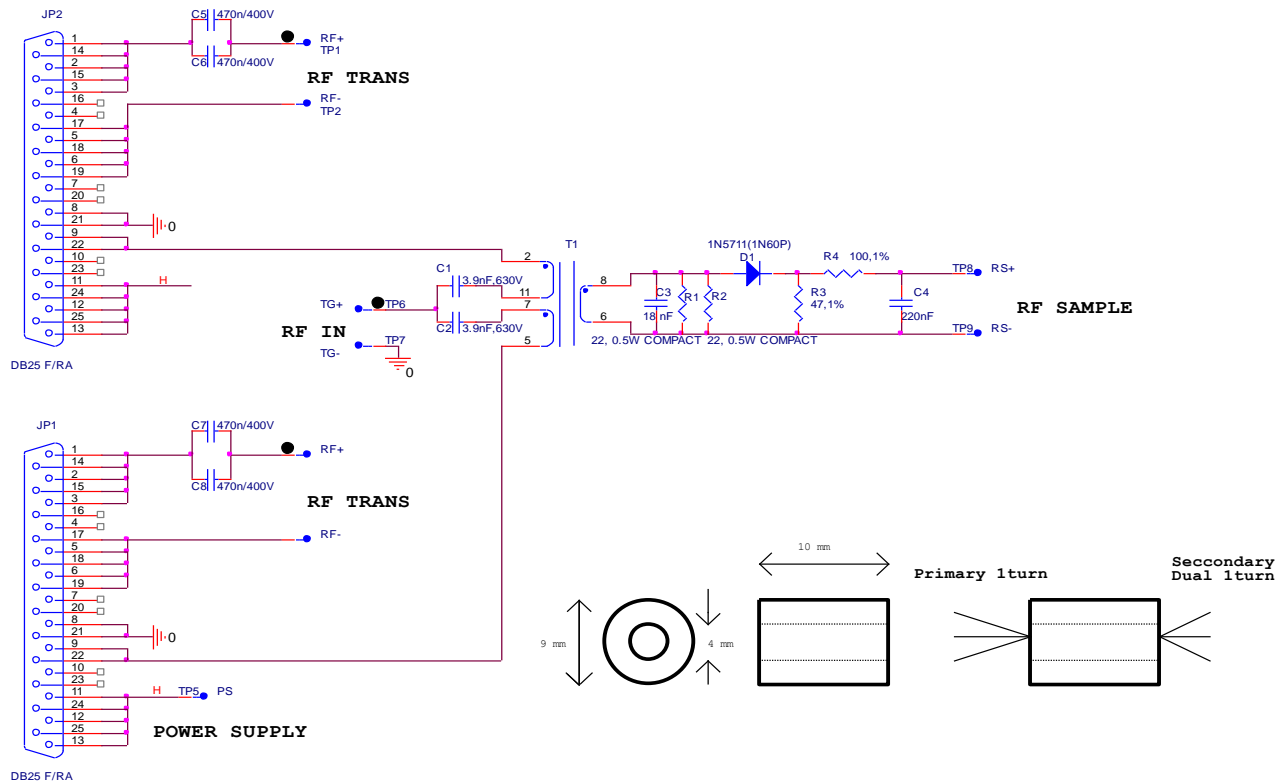 JP2
C5 470n/400V
C6 470n/400V
RF+
TP1
RF TRANS
RF-
TP2
1
14
2
15
3
16
4
17
5
18
6
19
7
20
8
21
9
22
10
23
11
24
12
25
13
0
H
DB25 F/RA
TG+
TP6
RF IN
TP7
TG-
0
C1
3.9nF,630V
C2
3.9nF,630V
T1
2
11
7
5
8
6
C3
18 nF
R1
R2
22, 0.5W COMPACT
22, 0.5W COMPACT
1N5711(1N60P)
D1
R4
100,1%
R3
47,1%
C4
220nF
TP8
RS+
RF SAMPLE
TP9
RS-
JP1
C7 470n/400V
C8 470n/400V
RF+
RF TRANS
RF-
1
14
2
15
3
16
4
17
5
18
6
19
7
20
8
21
9
22
10
23
11
24
12
25
13
0
H
TP5
PS
POWER SUPPLY
DB25 F/RA
9 mm
4 mm
10 mm
Primary 1turn
Seccondary
Dual 1turn